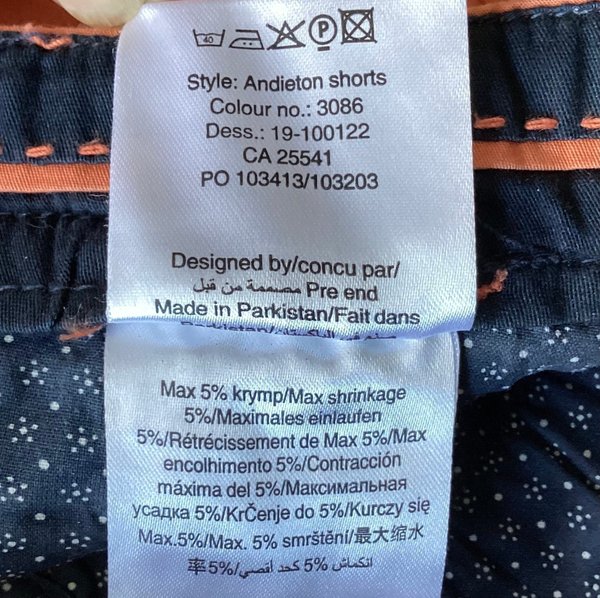 40 P
Style: Andieton shorts
Colour no.: 3086
Dess.: 19-100122
CA 25541
PO 103413/103203
Designed by/concu par/
مصممة من قبل Pre end
Made in Parkistan/Fait dans
Max 5% krymp/Max shrinkage
5%/Maximales einlaufen
5%/Rétrécissement de Max 5%/Max
encolhimento 5%/Contracción
máxima del 5%/Максимальная
усадка 5%/KrČenje do 5%/Kurczy się
Max.5%/Max. 5% smrštění/最大缩水
率5%/انكماش 5% كحد أقصي